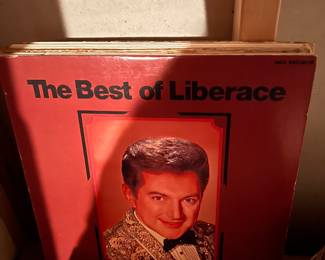 The Best of Liberace